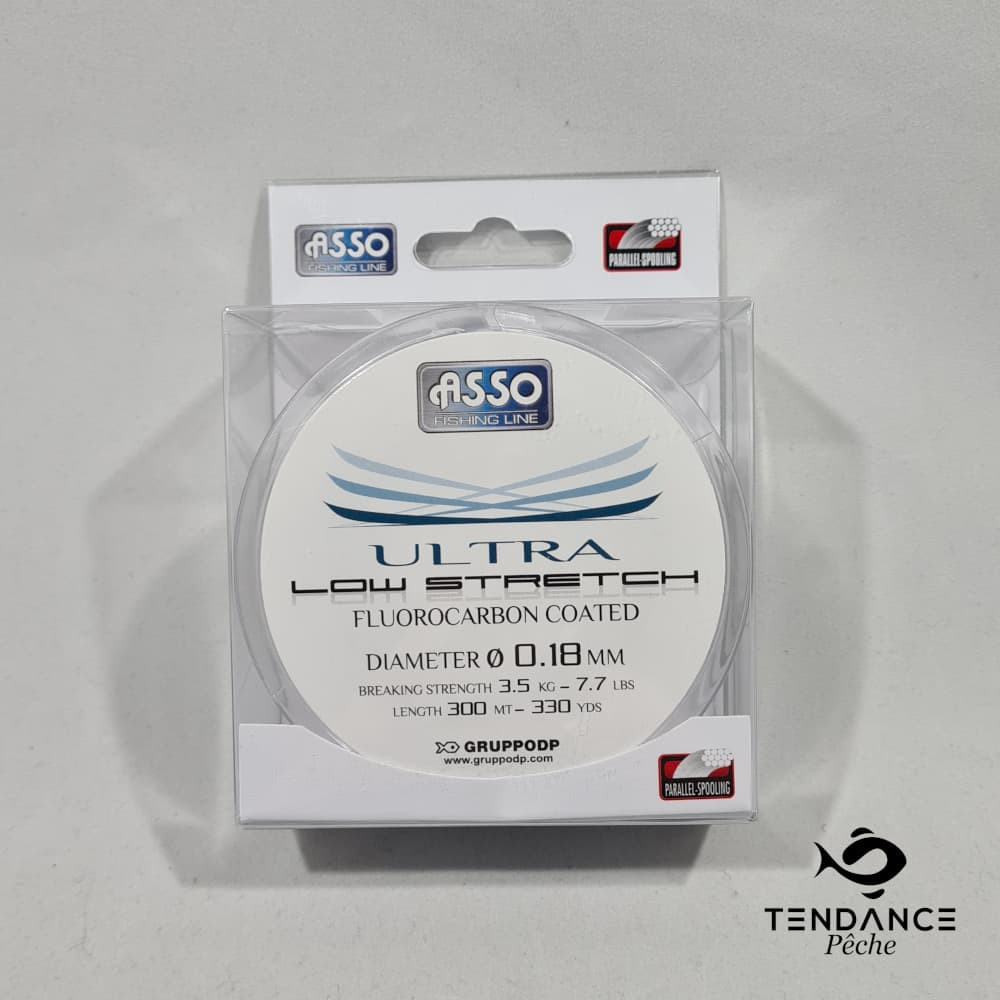 ASSO
FISHING LINE
PARALLEL-SPOOLING
ASSO
FISHING LINE
ULTRA
LOW STRETCH
FLUOROCARBON COATED
DIAMETER Ø 0.18 MM
BREAKING STRENGTH 3.5 KG – 7.7 LBS
LENGTH 300 MT – 330 YDS
GRUPPODP
www.gruppodp.com
PARALLEL-SPOOLING
TENDANCE
Pêche